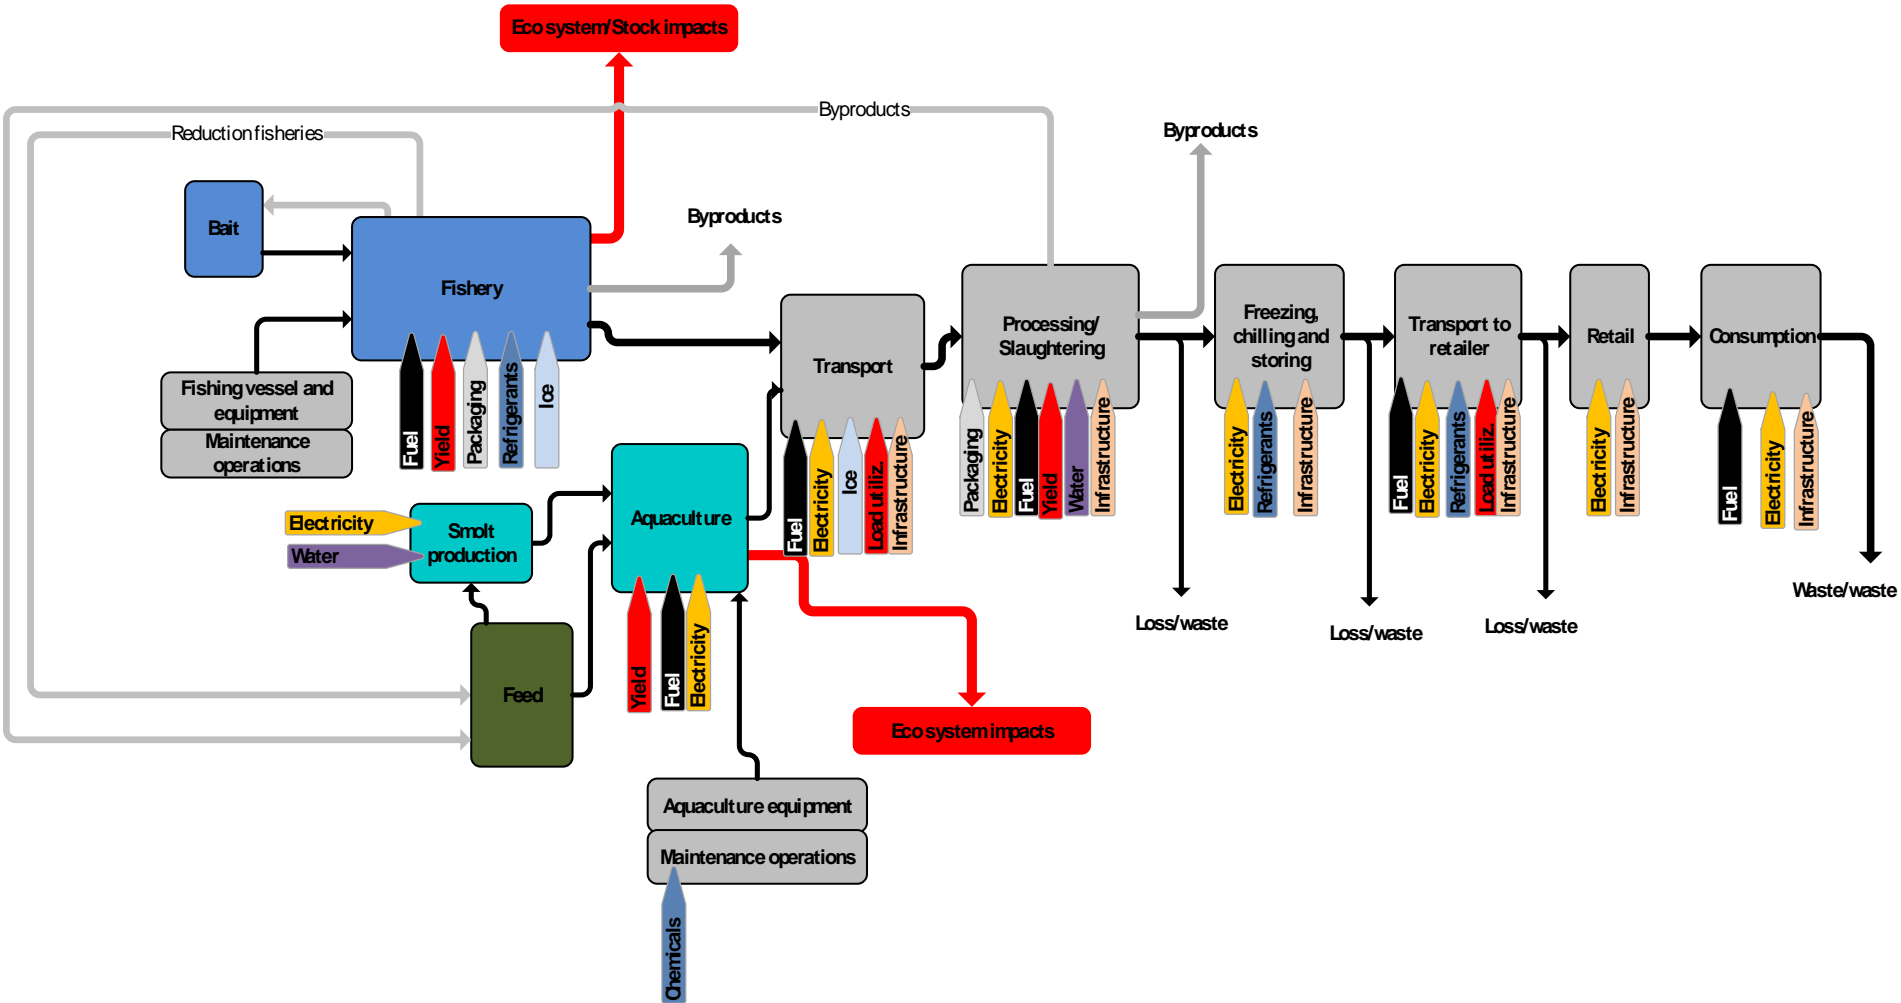 Eco system/Stock impacts
Byproducts
Reduction fisheries
Byproducts
Bait
Byproducts
Fishery
Fishing vessel and
equipment
Maintenance
operations
Fuel
Yield
Packaging
Refrigerants
Ice
Transport
Fuel
Electricity
Ice
Load utiliz.
Infrastructure
Processing/
Slaughtering
Packaging
Electricity
Fuel
Yield
Water
Infrastructure
Freezing,
chilling and
storing
Electricity
Refrigerants
Infrastructure
Transport to
retailer
Fuel
Electricity
Refrigerants
Load utiliz.
Infrastructure
Retail
Electricity
Infrastructure
Consumption
Fuel
Electricity
Infrastructure
Electricity
Water
Smolt
production
Aquaculture
Yield
Fuel
Electricity
Loss/waste
Loss/waste
Loss/waste
Waste/waste
Feed
Eco system impacts
Aquaculture equipment
Maintenance operations
Chemicals